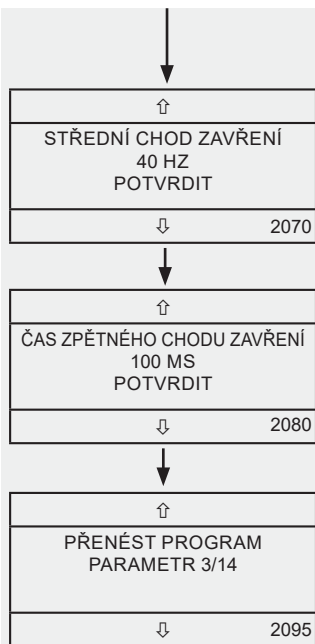 ⇧
STŘEDNÍ CHOD ZAVŘENÍ
40 HZ
POTVRDIT
⇩ 2070
⇧
ČAS ZPĚTNÉHO CHODU ZAVŘENÍ
100 MS
POTVRDIT
⇩ 2080
⇧
PŘENÉST PROGRAM
PARAMETR 3/14
⇩ 2095